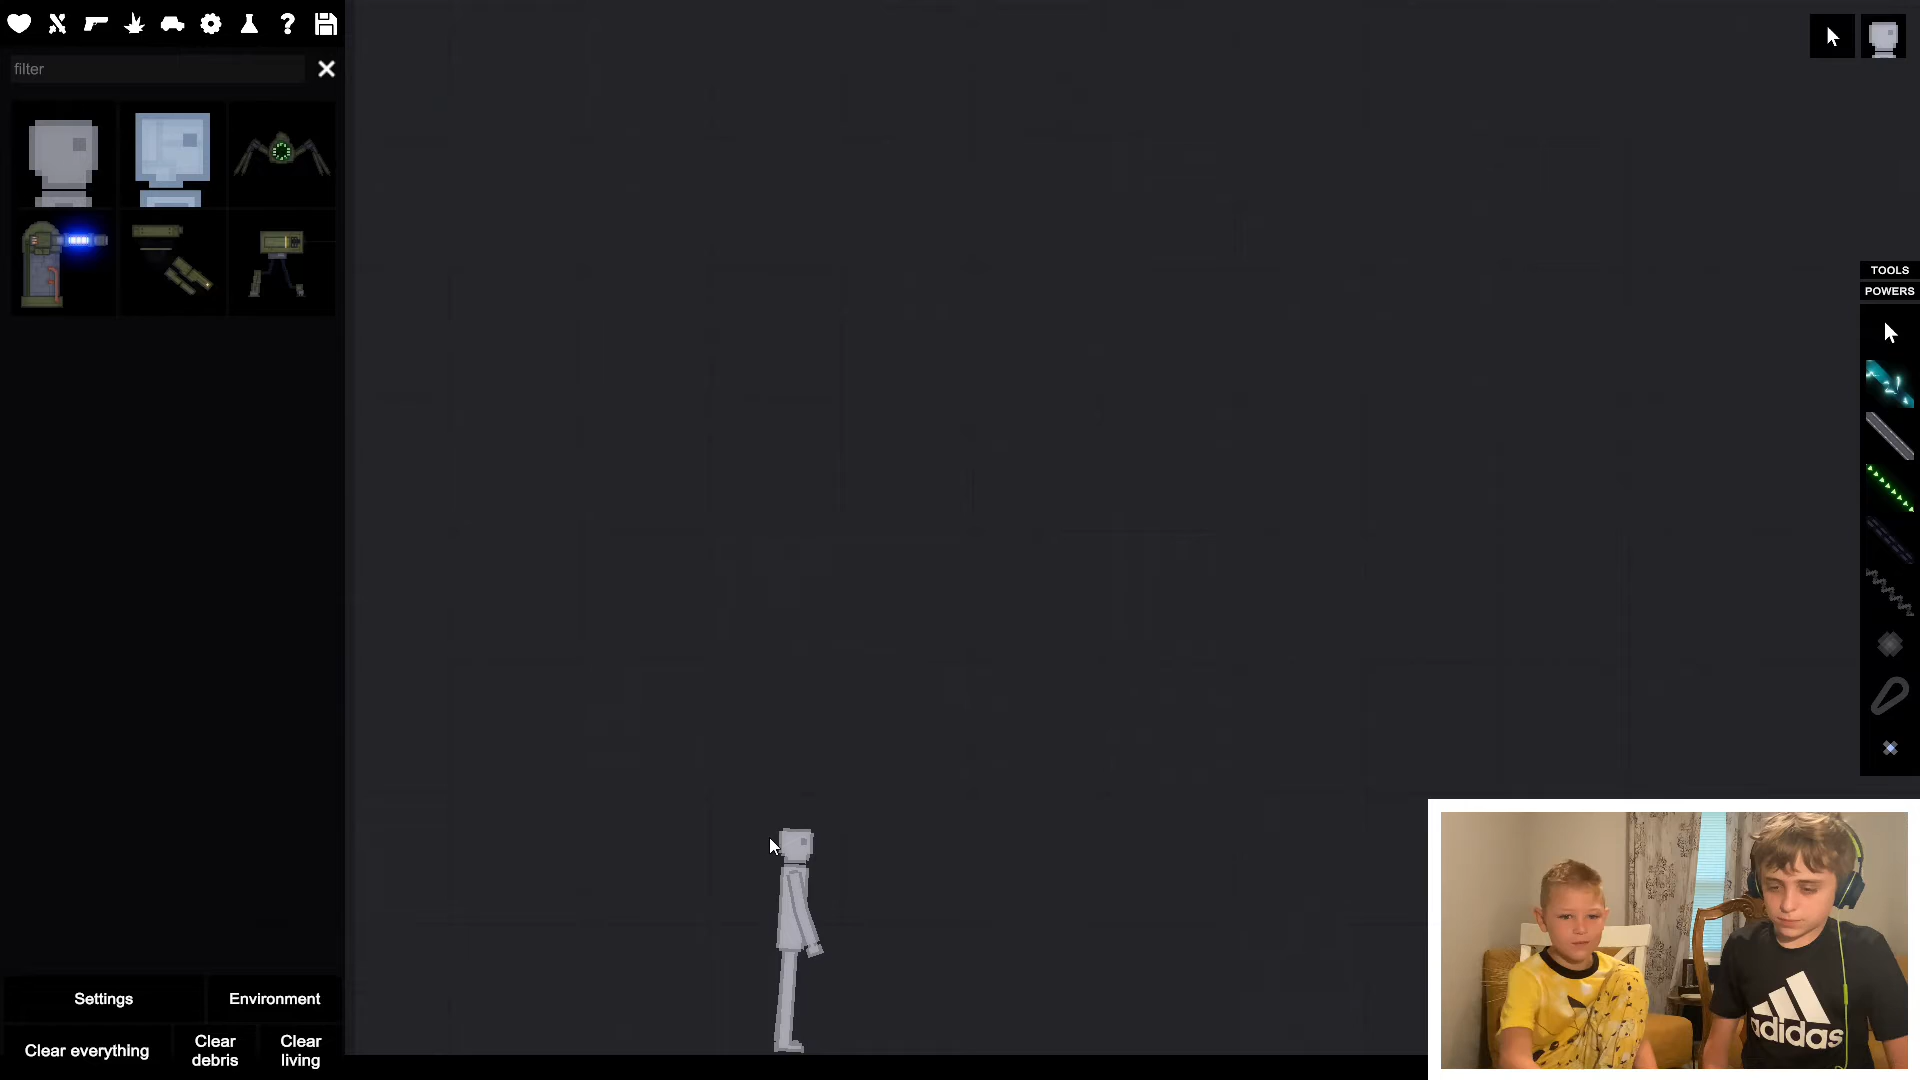 filter
TOOLS
POWERS
Settings
Environment
Clear everything
Clear
debris
Clear
living
adidas